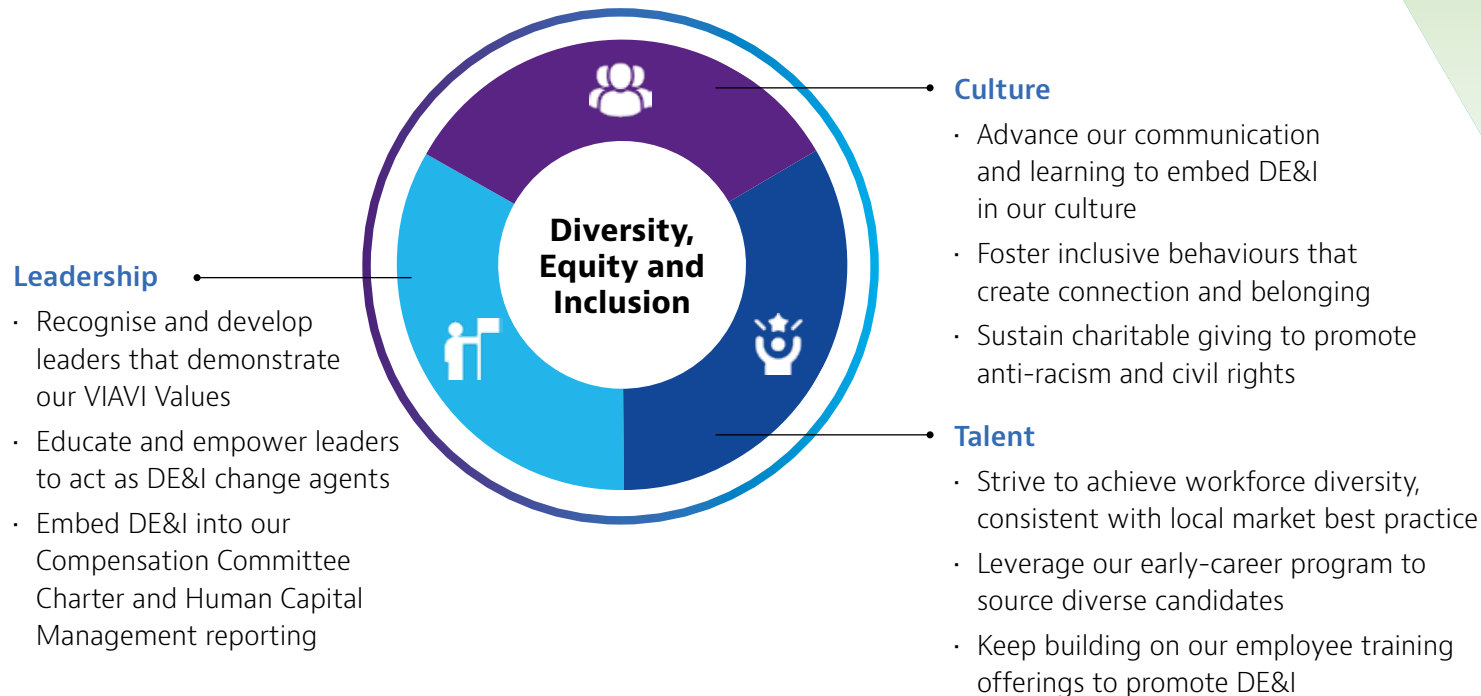 Diversity,
Equity and
Inclusion
Leadership
· Recognise and develop
leaders that demonstrate
our VIAVI Values
· Educate and empower leaders
to act as DE&I change agents
· Embed DE&I into our
Compensation Committee
Charter and Human Capital
Management reporting
Culture
· Advance our communication
and learning to embed DE&I
in our culture
· Foster inclusive behaviours that
create connection and belonging
· Sustain charitable giving to promote
anti-racism and civil rights
Talent
· Strive to achieve workforce diversity,
consistent with local market best practice
· Leverage our early-career program to
source diverse candidates
· Keep building on our employee training
offerings to promote DE&I